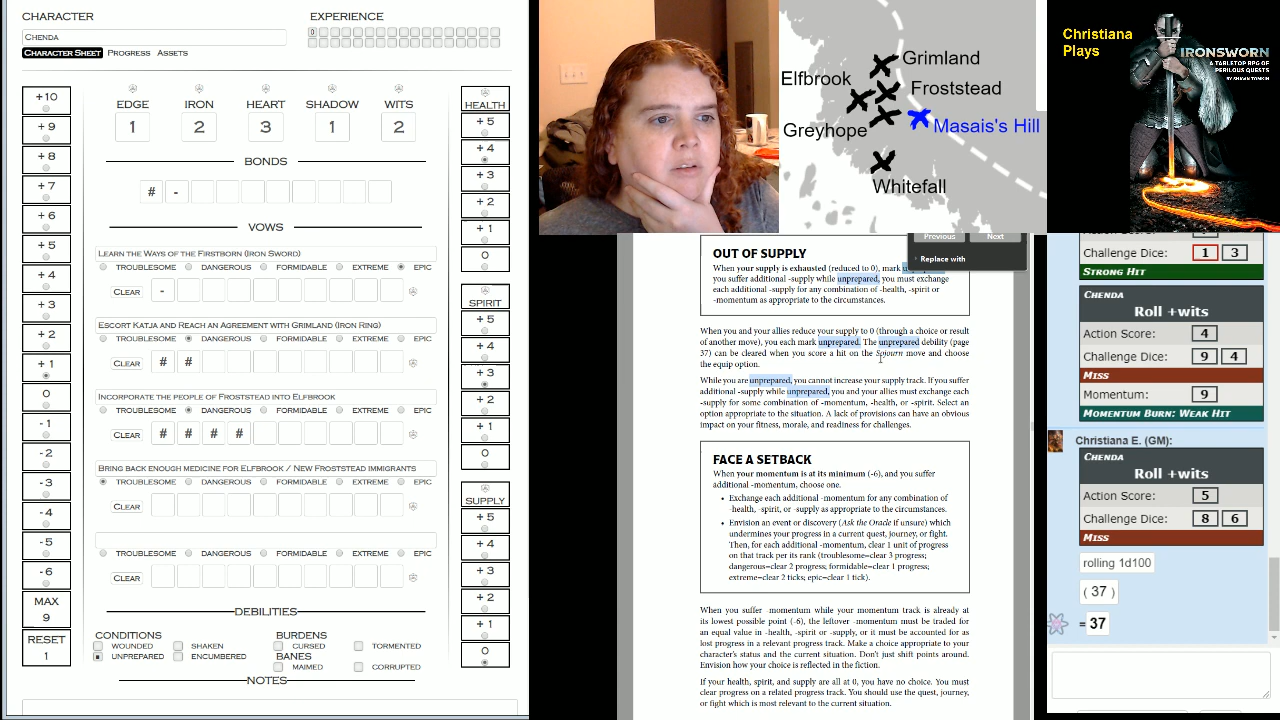 CHARACTER
Chenda
CHARACTER SHEET PROGRESS ASSETS
EXPERIENCE
0
+10
+9
+8
+7
+6
+5
+4
+3
+2
+1
0
-1
-2
-3
-4
-5
-6
MAX
9
RESET
1
EDGE IRON HEART SHADOW WITS
1 2 3 1 2
BONDS
# -
VOWS
Learn the Ways of the Firstborn (Iron Sword)
TROUBLESOME DANGEROUS FORMIDABLE EXTREME EPIC
CLEAR
Escort Katja and Reach an Agreement with Grimland (Iron Ring)
TROUBLESOME DANGEROUS FORMIDABLE EXTREME EPIC
CLEAR # #
Incorporate the people of Froststead into Elfbrook
TROUBLESOME DANGEROUS FORMIDABLE EXTREME EPIC
CLEAR # # # #
Bring back enough medicine for Elfbrook / New Froststead immigrants
TROUBLESOME DANGEROUS FORMIDABLE EXTREME EPIC
CLEAR
TROUBLESOME DANGEROUS FORMIDABLE EXTREME EPIC
CLEAR
DEBILITIES
CONDITIONS
WOUNDED SHAKEN
UNPREPARED ENCUMBERED
BURDENS
CURSED TORMENTED
BANES
MAIMED CORRUPTED
NOTES
HEALTH
+5
+4
+3
+2
+1
0
SPIRIT
+5
+4
+3
+2
+1
0
SUPPLY
+5
+4
+3
+2
+1
0
Grimland
Elfbrook
Froststead
Masais's Hill
Greyhope
Whitefall
Christiana
Plays
IRONSWORN
A TABLETOP RPG OF
PERILOUS QUESTS
BY SHAWN TOMKIN
Previous Next
Replace with
OUT OF SUPPLY
When your supply is exhausted (reduced to 0), mark
you suffer additional -supply while unprepared, you must exchange
each additional -supply for any combination of -health, -spirit or
-momentum as appropriate to the circumstances.
When you and your allies reduce your supply to 0 (through a choice or result
of another move), you each mark unprepared. The unprepared debility (page
37) can be cleared when you score a hit on the Sojourn move and choose
the equip option.
While you are unprepared, you cannot increase your supply track. If you suffer
additional -supply while unprepared, you and your allies must exchange each
-supply for some combination of -momentum, -health, or -spirit. Select an
option appropriate to the situation. A lack of provisions can have an obvious
impact on your fitness, morale, and readiness for challenges.
FACE A SETBACK
When your momentum is at its minimum (-6), and you suffer
additional -momentum, choose one.
• Exchange each additional -momentum for any combination of
-health, -spirit, or -supply as appropriate to the circumstances.
• Envision an event or discovery (Ask the Oracle if unsure) which
undermines your progress in a current quest, journey, or fight.
Then, for each additional -momentum, clear 1 unit of progress
on that track per its rank (troublesome=clear 3 progress;
dangerous=clear 2 progress; formidable=clear 1 progress;
extreme=clear 2 ticks; epic=clear 1 tick).
When you suffer -momentum while your momentum track is already at
its lowest possible point (-6), the leftover -momentum must be traded for
an equal value in -health, -spirit or -supply, or it must be accounted for as
lost progress in a relevant progress track. Make a choice appropriate to your
character's status and the current situation. Don't just shift points around.
Envision how your choice is reflected in the fiction.
If your health, spirit, and supply are all at 0, you have no choice. You must
clear progress on a related progress track. You should use the quest, journey,
or fight which is most relevant to the current situation.
Challenge Dice: 1 3
STRONG HIT
CHENDA
Roll +wits
Action Score: 4
Challenge Dice: 9 4
MISS
Momentum: 9
MOMENTUM BURN: WEAK HIT
Christiana E. (GM):
CHENDA
Roll +wits
Action Score: 5
Challenge Dice: 8 6
MISS
rolling 1d100
( 37 )
= 37